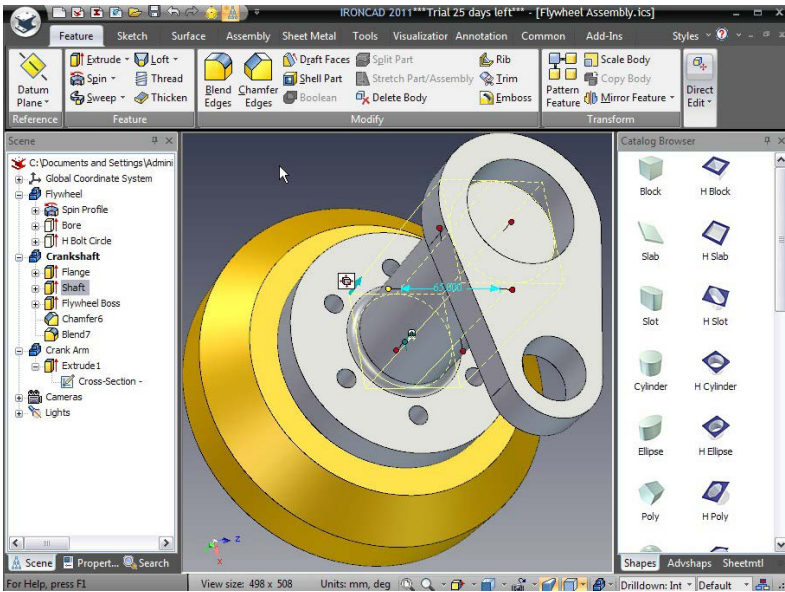 IRONCAD 2011***Trial 25 days left*** - [Flywheel Assembly.ics]
Feature Sketch Surface Assembly Sheet Metal Tools Visualization Annotation Common Add-Ins Styles
Datum Plane
Reference
Extrude Loft
Spin Thread
Sweep Thicken
Feature
Blend Edges
Chamfer Edges
Draft Faces Split Part Rib
Shell Part Stretch Part/Assembly Trim
Boolean Delete Body Emboss
Modify
Pattern Feature
Scale Body
Copy Body
Mirror Feature
Transform
Direct Edit
Scene
C:\Documents and Settings\Admini
Global Coordinate System
Flywheel
Spin Profile
Bore
H Bolt Circle
Crankshaft
Flange
Shaft
Flywheel Boss
Chamfer6
Blend7
Crank Arm
Extrude1
Cross-Section -
Cameras
Lights
Scene Propert... Search
65.000
Z
X
Catalog Browser
Block H Block
Slab H Slab
Slot H Slot
Cylinder H Cylinder
Ellipse H Ellipse
Poly H Poly
Shapes Advshaps Sheetmtl
For Help, press F1 View size: 498 x 508 Units: mm, deg Drilldown: Int Default